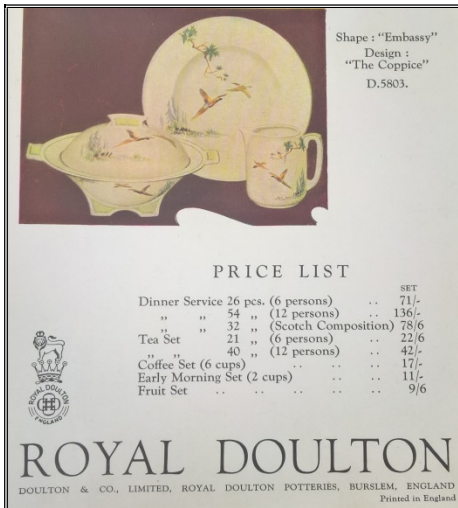 Shape : "Embassy"
Design :
"The Coppice"
D.5803.
PRICE LIST
SET
Dinner Service 26 pcs. (6 persons) .. 71/-
„ „ 54 „ (12 persons) .. 136/-
„ „ 32 „ (Scotch Composition) 78/6
Tea Set 21 „ (6 persons) .. 22/6
„ „ 40 „ (12 persons) .. 42/-
Coffee Set (6 cups) .. .. .. 17/-
Early Morning Set (2 cups) .. .. 11/-
Fruit Set .. .. .. .. .. 9/6
ROYAL DOULTON
ENGLAND
ROYAL DOULTON
DOULTON & CO., LIMITED, ROYAL DOULTON POTTERIES, BURSLEM, ENGLAND
Printed in England